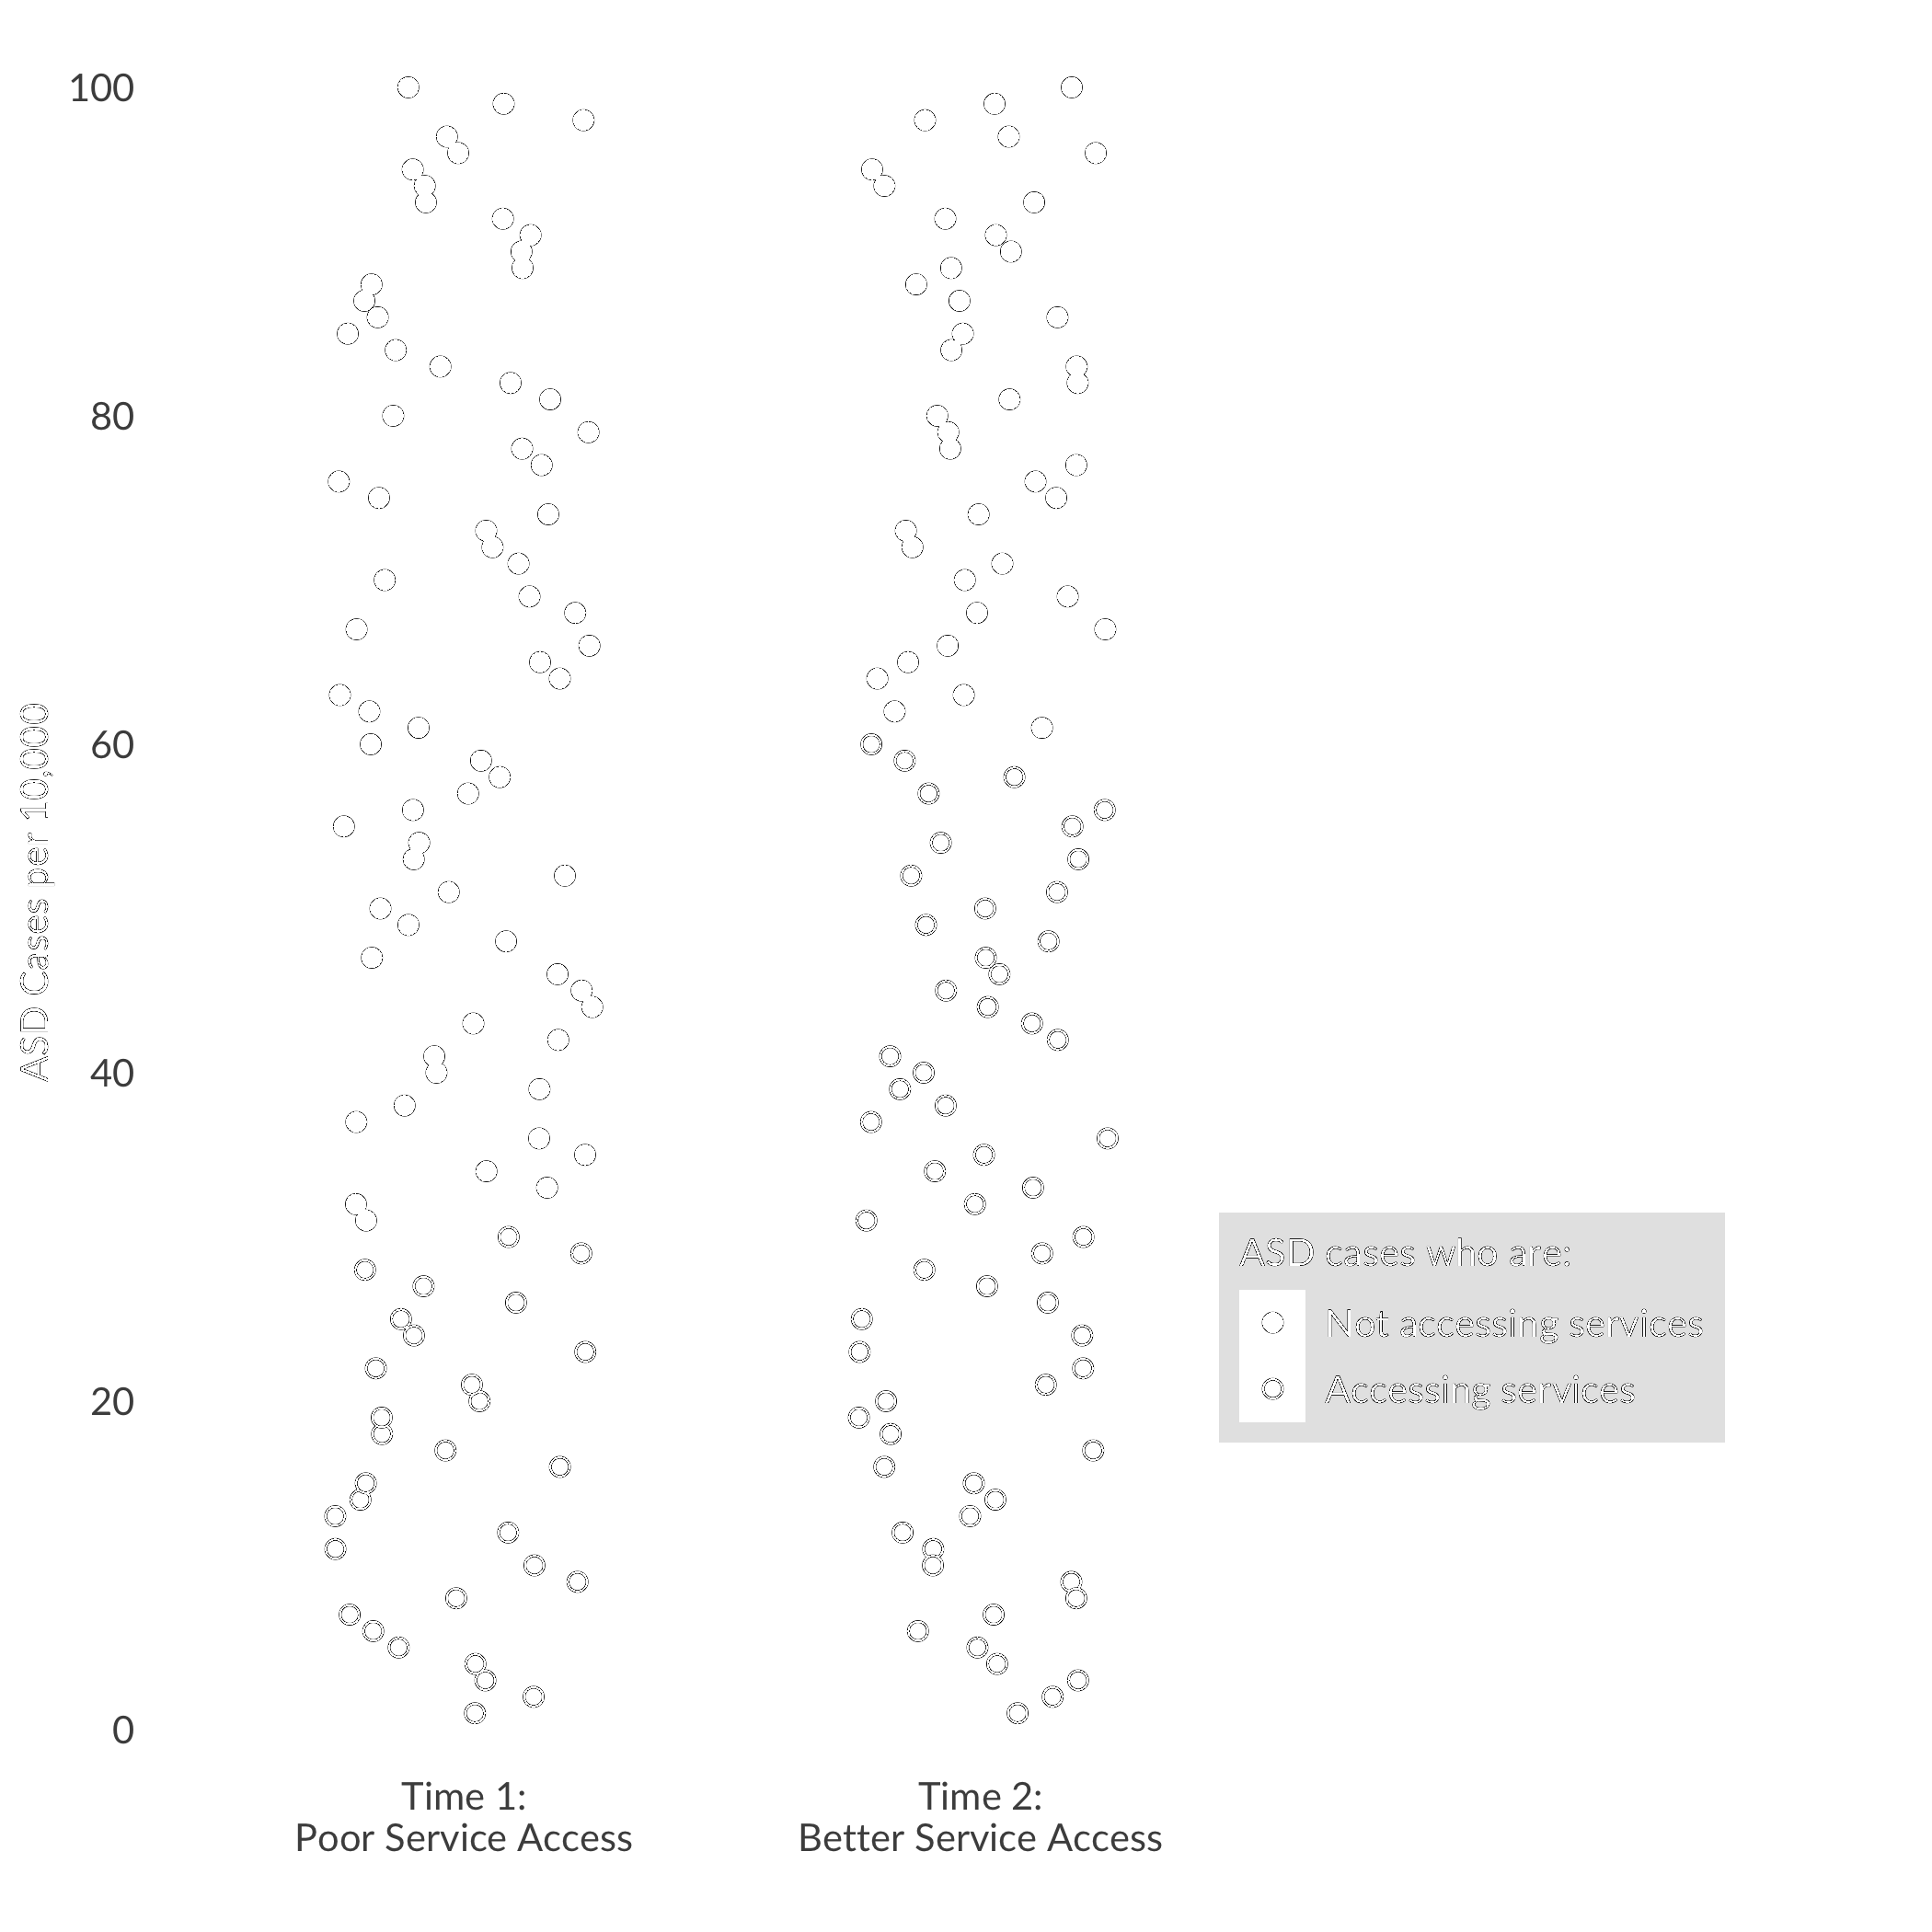 100
80
60
40
20
0
ASD Cases per 10,000
Time 1:
Poor Service Access
Time 2:
Better Service Access
ASD cases who are:
Not accessing services
Accessing services